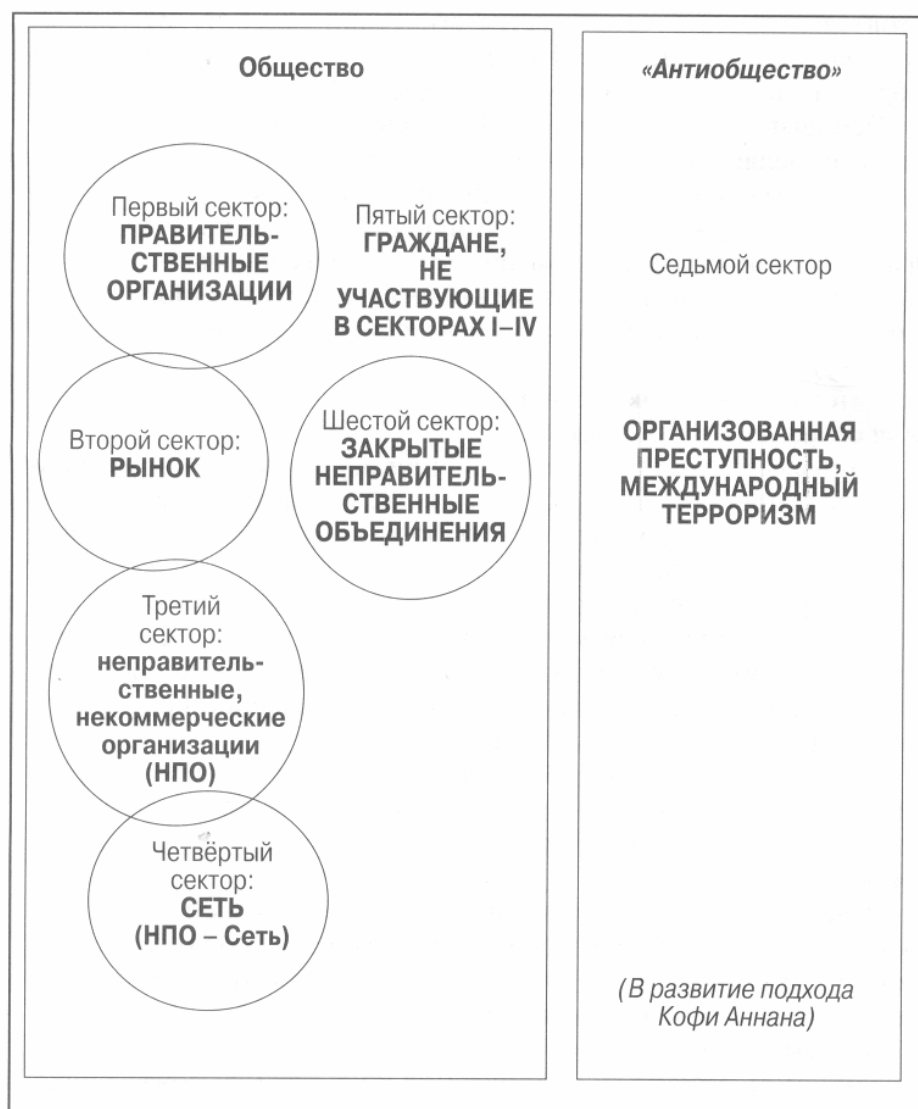 Общество
Первый сектор:
ПРАВИТЕЛЬ-
СТВЕННЫЕ
ОРГАНИЗАЦИИ
Пятый сектор:
ГРАЖДАНЕ,
НЕ
УЧАСТВУЮЩИЕ
В СЕКТОРАХ I–IV
Второй сектор:
РЫНОК
Шестой сектор:
ЗАКРЫТЫЕ
НЕПРАВИТЕЛЬ-
СТВЕННЫЕ
ОБЪЕДИНЕНИЯ
Третий
сектор:
неправитель-
ственные,
некоммерческие
организации
(НПО)
Четвёртый
сектор:
СЕТЬ
(НПО – Сеть)
«Антиобщество»
Седьмой сектор
ОРГАНИЗОВАННАЯ
ПРЕСТУПНОСТЬ,
МЕЖДУНАРОДНЫЙ
ТЕРРОРИЗМ
(В развитие подхода
Кофи Аннана)